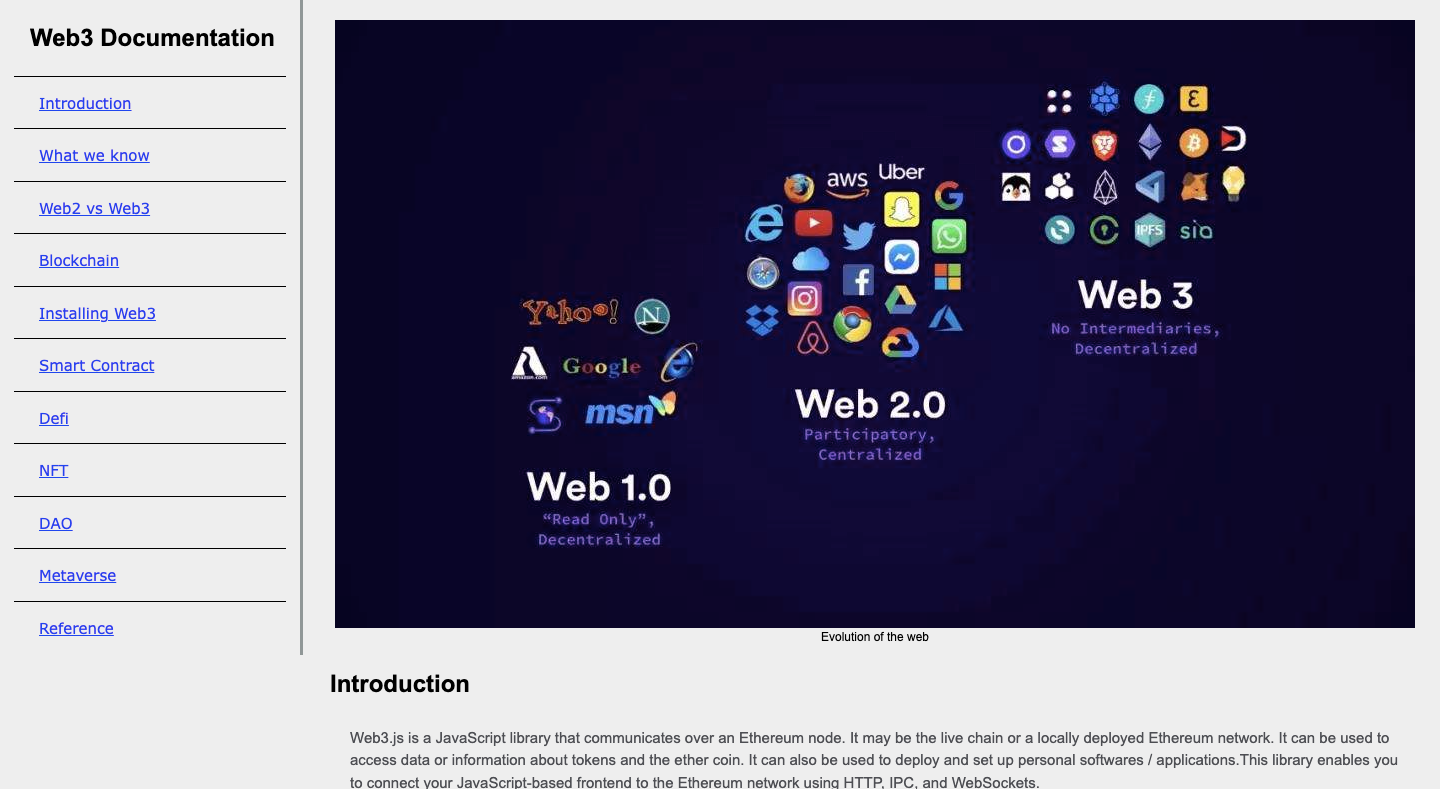 Web3 Documentation
Introduction
What we know
Web2 vs Web3
Blockchain
Installing Web3
Smart Contract
Defi
NFT
DAO
Metaverse
Reference
aws
Uber
IPFS
sia
Web 3
No Intermediaries,
Decentralized
Web 2.0
Participatory,
Centralized
Yahoo!
N
amazon.com
Google
msn
Web 1.0
“Read Only”,
Decentralized
Evolution of the web
Introduction
Web3.js is a JavaScript library that communicates over an Ethereum node. It may be the live chain or a locally deployed Ethereum network. It can be used to
access data or information about tokens and the ether coin. It can also be used to deploy and set up personal softwares / applications.This library enables you
to connect your JavaScript-based frontend to the Ethereum network using HTTP, IPC, and WebSockets.